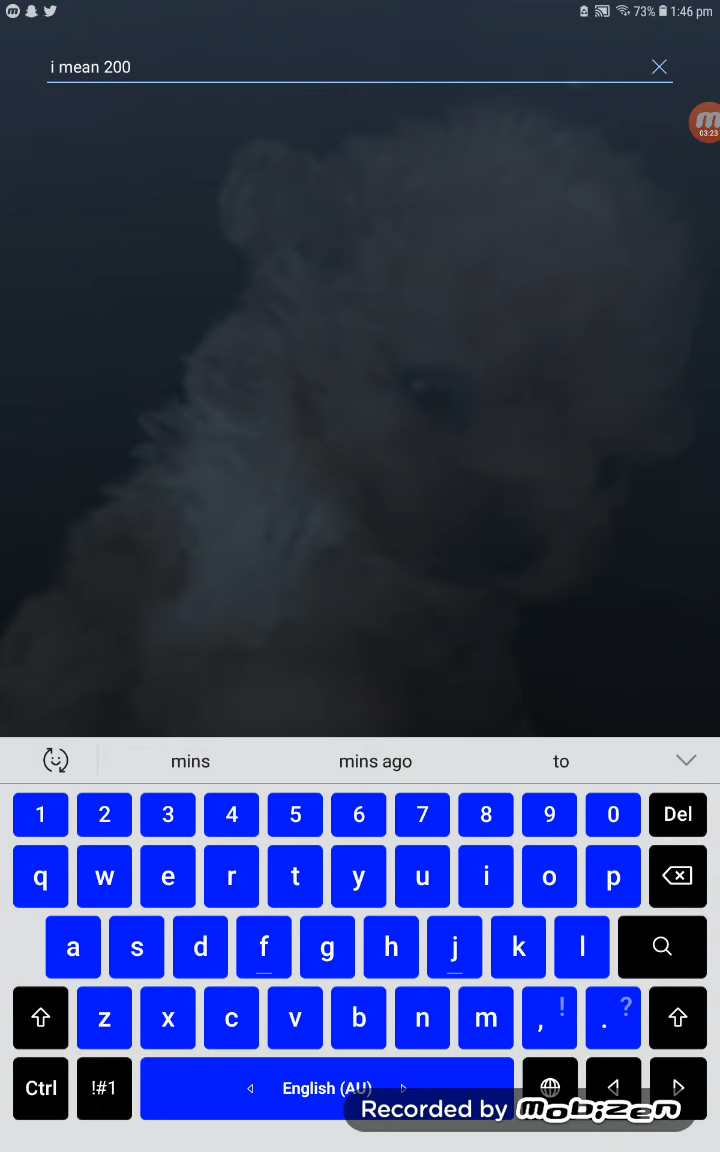 73% 1:46 pm
i mean 200
03:23
mins mins ago to
1 2 3 4 5 6 7 8 9 0 Del
q w e r t y u i o p
a s d f g h j k l
z x c v b n m , ! . ?
Ctrl !#1 English (AU)
Recorded by mobizen